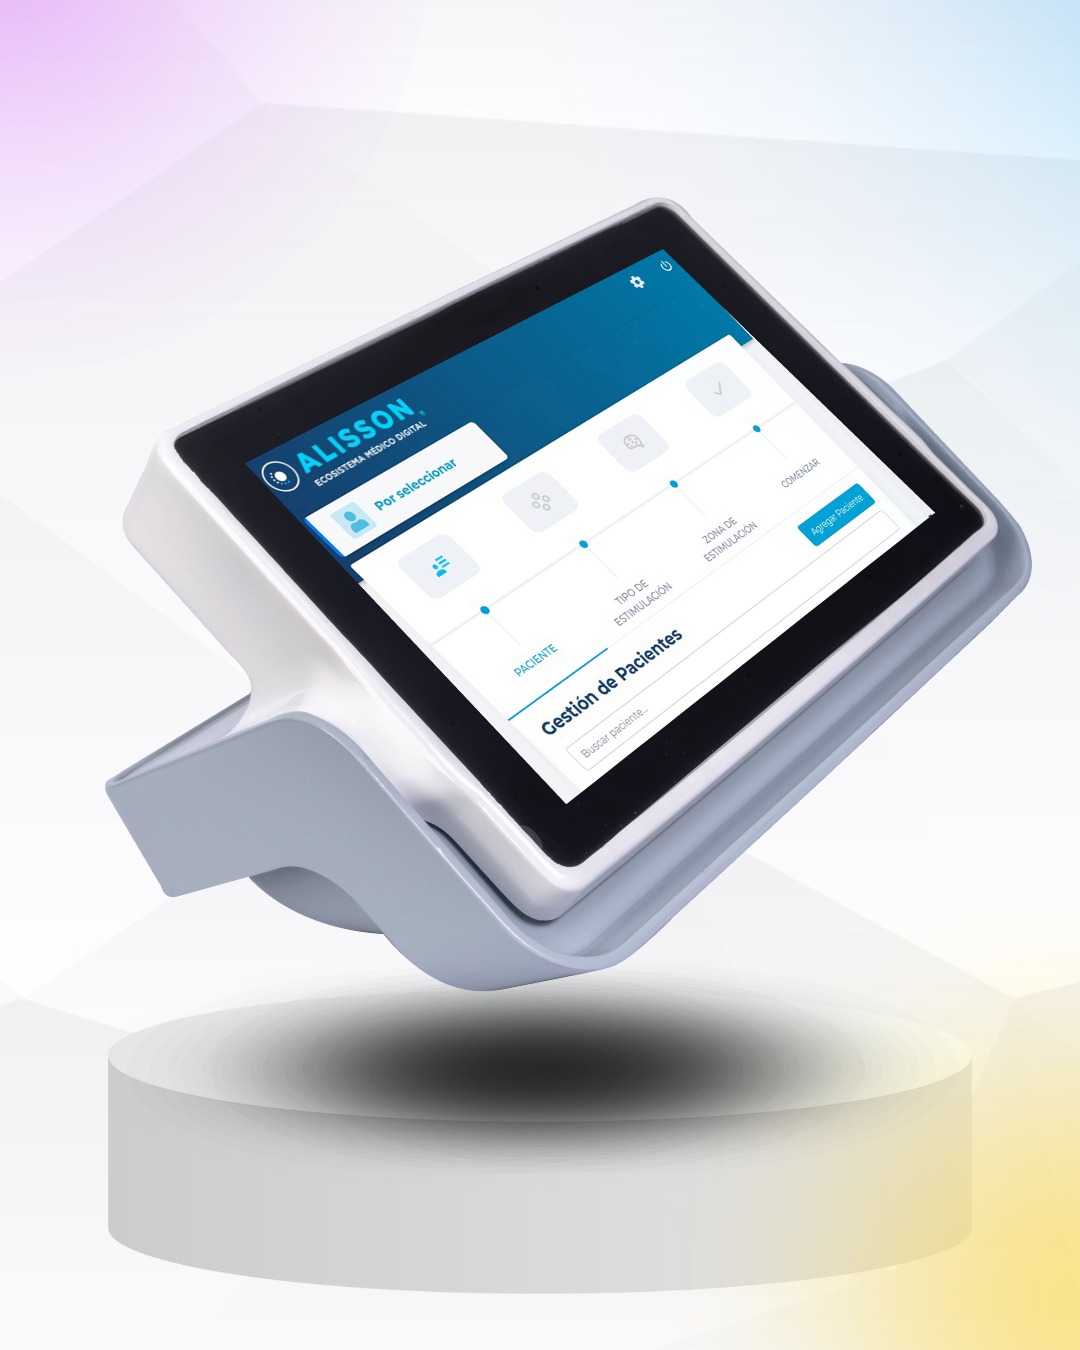 ALISSON®
ECOSISTEMA MÉDICO DIGITAL
Por seleccionar
PACIENTE
TIPO DE
ESTIMULACIÓN
ZONA DE
ESTIMULACIÓN
COMENZAR
Gestión de Pacientes
Agregar Paciente
Buscar paciente...